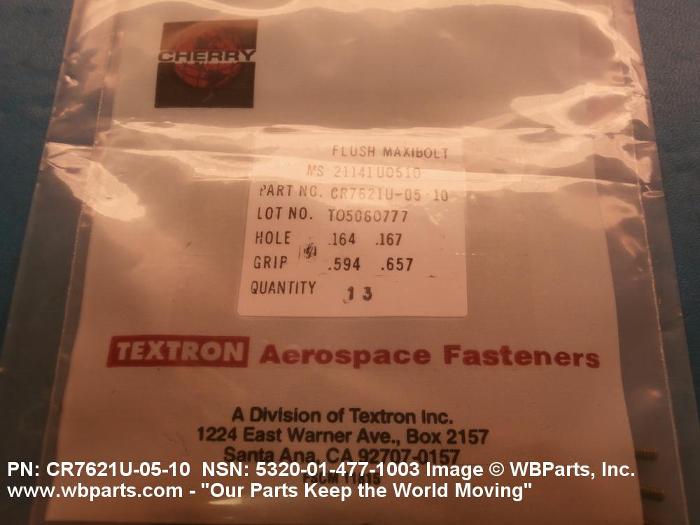 CHERRY
FLUSH MAXIBOLT
MS 21141U0510
PART NO. CR7621U-05-10
LOT NO. T05060777
HOLE .164 .167
GRIP .594 .657
QUANTITY 13
TEXTRON Aerospace Fasteners
A Division of Textron Inc.
1224 East Warner Ave., Box 2157
Santa Ana, CA 92707-0157
PN: CR7621U-05-10 NSN: 5320-01-477-1003 Image © WBParts, Inc.
www.wbparts.com - "Our Parts Keep the World Moving"